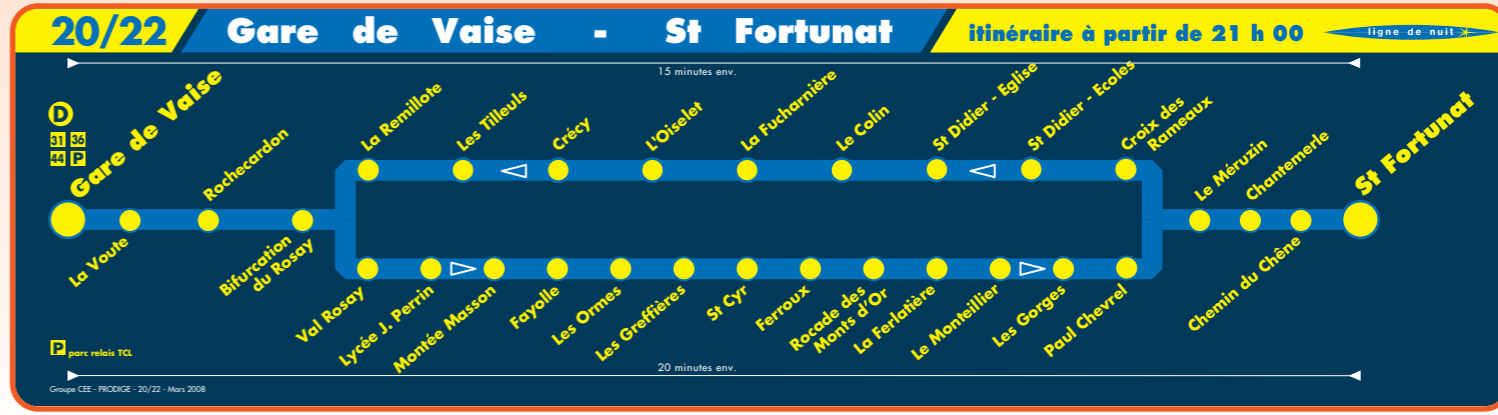 20/22 Gare de Vaise - St Fortunat itinéraire à partir de 21 h 00 ligne de nuit
15 minutes env.
D
31 36
44 P
Gare de Vaise
La Voute
Rochecardon
Bifurcation
du Rosay
La Remillote
Les Tilleuls
Crécy
L'Oiselet
La Fucharnière
Le Colin
St Didier - Eglise
St Didier - Ecoles
Croix des
Rameaux
Val Rosay
Lycée J. Perrin
Montée Masson
Fayolle
Les Ormes
Les Greffières
St Cyr
Ferroux
Rocade des
Monts d'Or
La Ferlatière
Le Monteillier
Les Gorges
Paul Chevrel
Le Méruzin
Chantemerle
Chemin du Chêne
St Fortunat
P parc relais TCL
20 minutes env.
Groupe CEE - PRODIGE - 20/22 - Mars 2008